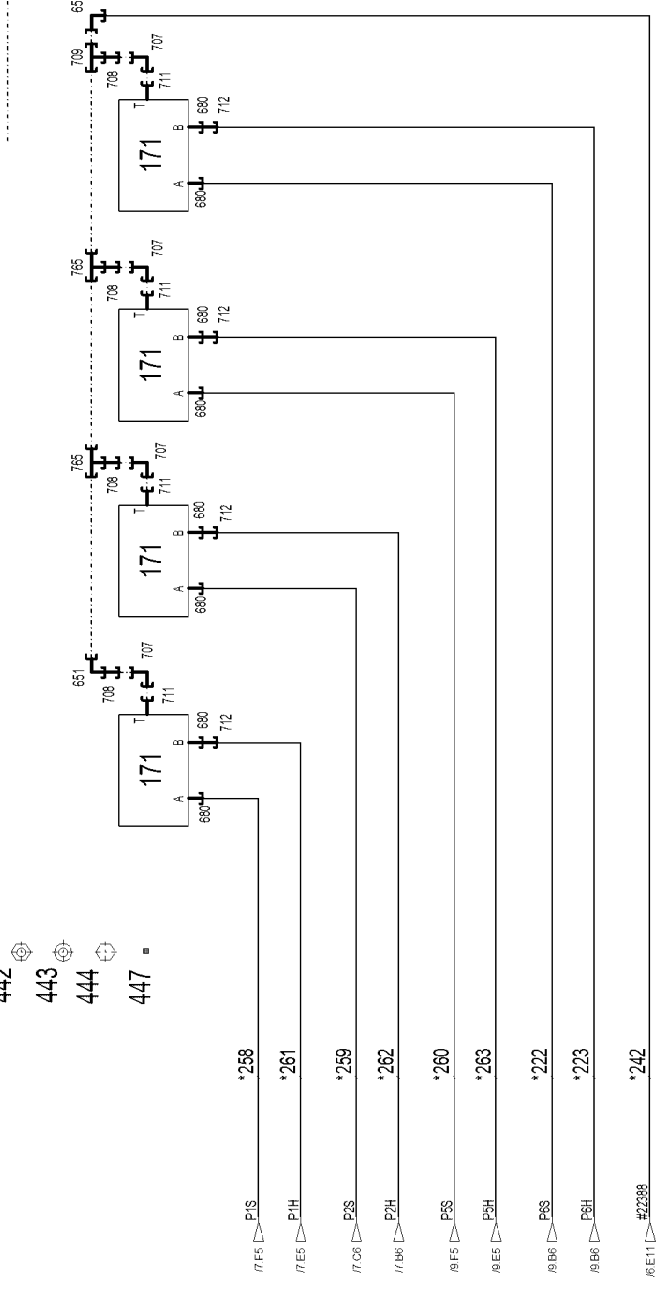 65
709
708
707
711
T
171
680
712
B
A
680
765
708
707
711
T
171
680
712
B
A
680
765
708
707
711
T
171
680
712
B
A
680
651
708
707
711
T
171
680
712
B
A
680
442
443
444
447
*258
*261
*259
*262
*260
*263
*222
*223
*242
P1S
P1H
P2S
P2H
P5S
P5H
P6S
P6H
#22388
/7.F5
/7.E5
/7.C6
/7.B6
/9.F5
/9.E5
/9.B6
/9.B6
/6.E11